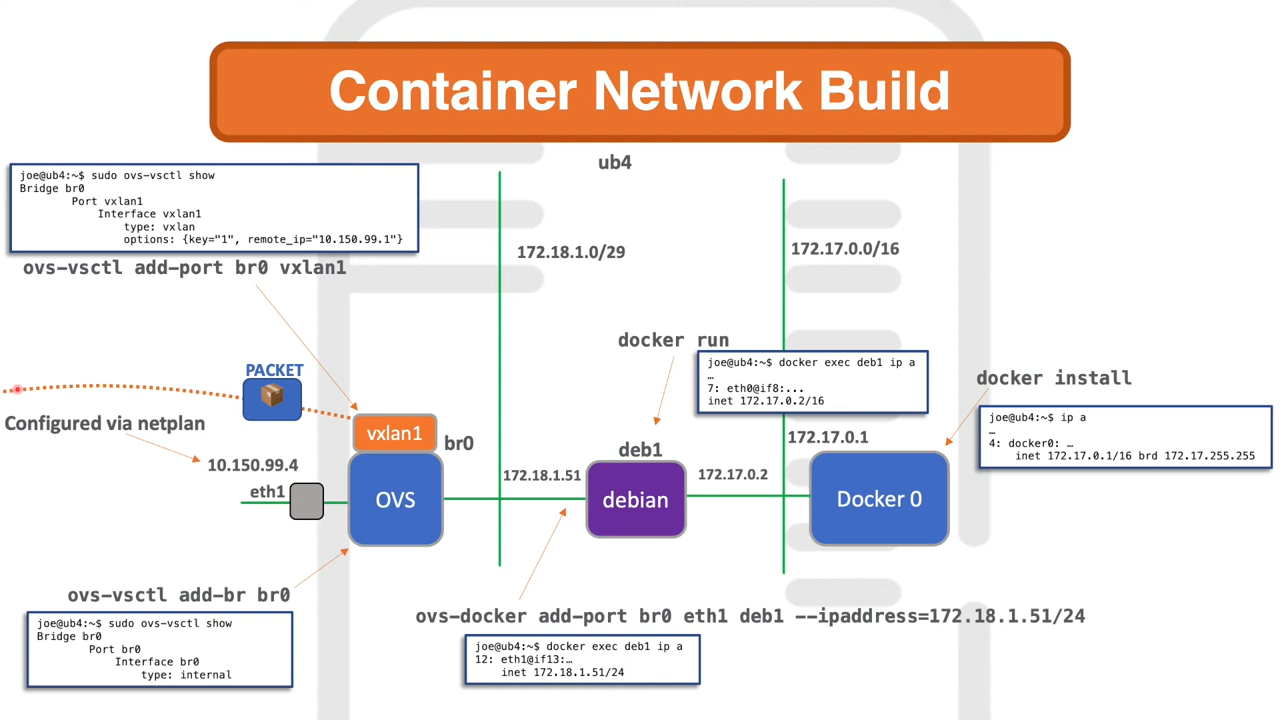 Container Network Build
ub4
joe@ub4:~$ sudo ovs-vsctl show
Bridge br0
Port vxlan1
Interface vxlan1
type: vxlan
options: {key="1", remote_ip="10.150.99.1"}
ovs-vsctl add-port br0 vxlan1
172.18.1.0/29
172.17.0.0/16
docker run
joe@ub4:~$ docker exec deb1 ip a
…
7: eth0@if8:...
inet 172.17.0.2/16
docker install
joe@ub4:~$ ip a
…
4: docker0: …
inet 172.17.0.1/16 brd 172.17.255.255
PACKET
Configured via netplan
vxlan1
br0
172.17.0.1
deb1
10.150.99.4
172.18.1.51
172.17.0.2
eth1
OVS
debian
Docker 0
ovs-vsctl add-br br0
joe@ub4:~$ sudo ovs-vsctl show
Bridge br0
Port br0
Interface br0
type: internal
ovs-docker add-port br0 eth1 deb1 --ipaddress=172.18.1.51/24
joe@ub4:~$ docker exec deb1 ip a
12: eth1@if13:…
inet 172.18.1.51/24